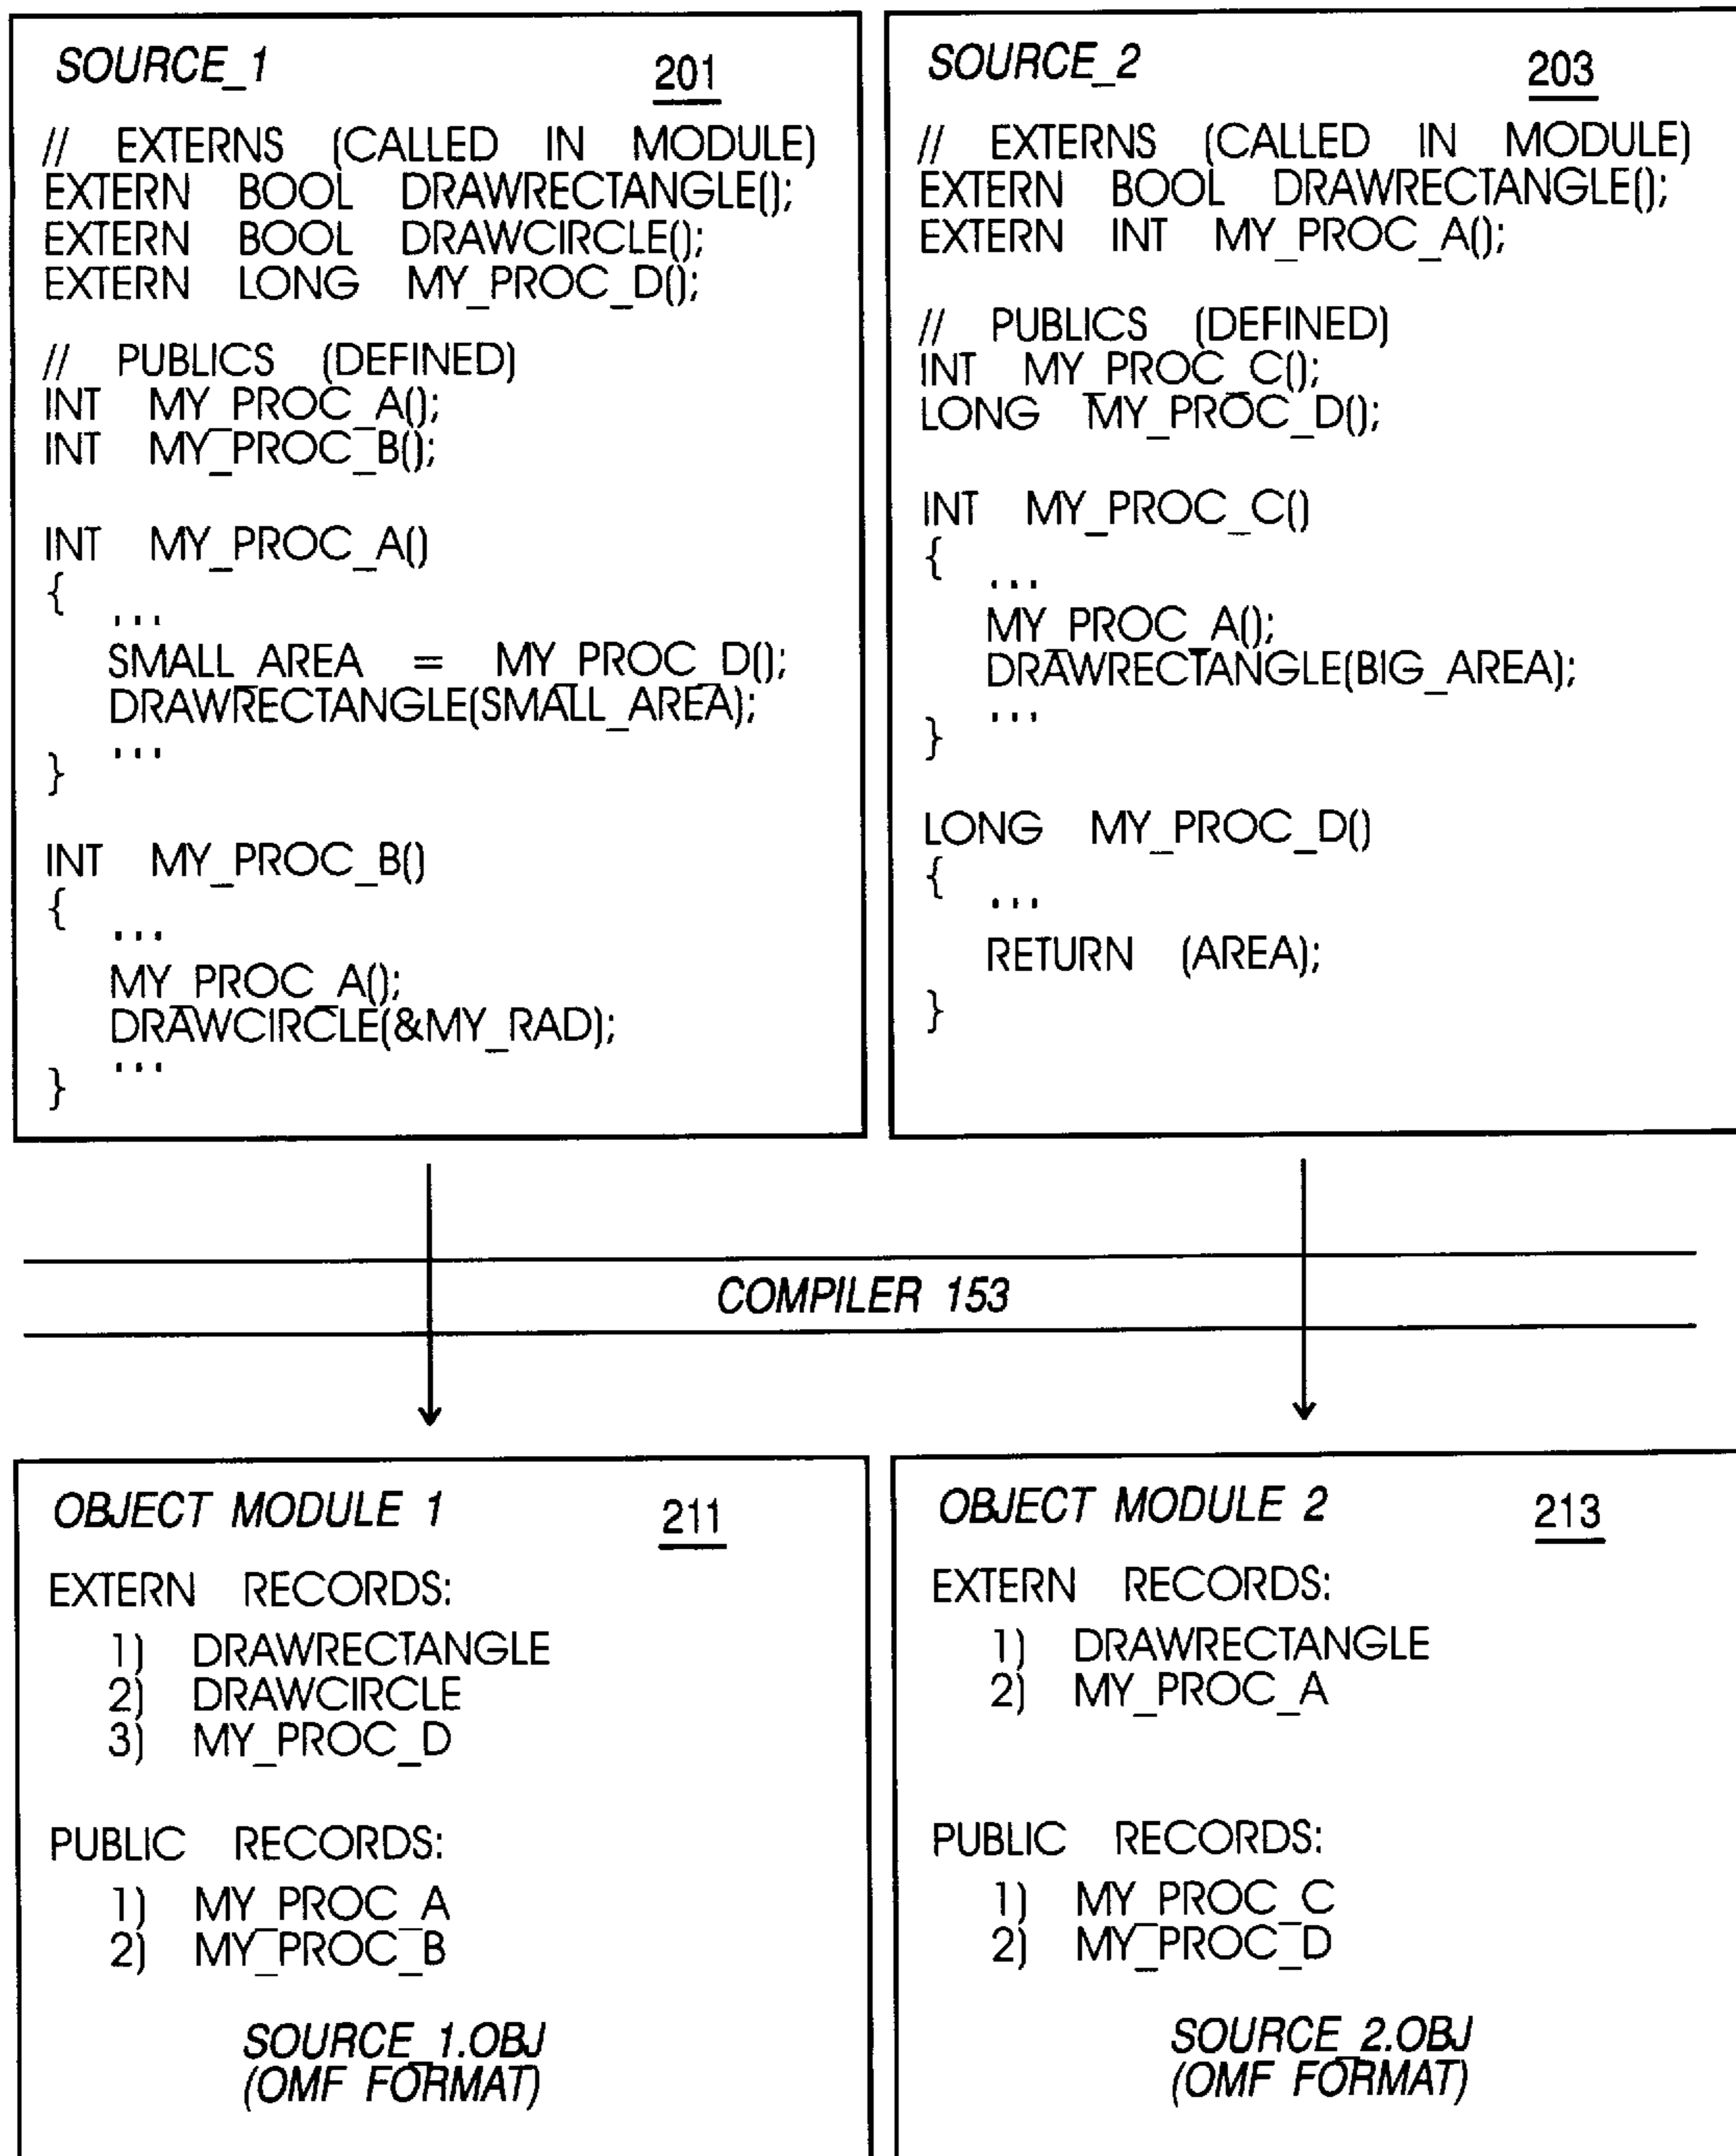 SOURCE_1 201
// EXTERNS (CALLED IN MODULE)
EXTERN BOOL DRAWRECTANGLE();
EXTERN BOOL DRAWCIRCLE();
EXTERN LONG MY_PROC_D();
// PUBLICS (DEFINED)
INT MY_PROC_A();
INT MY_PROC_B();
INT MY_PROC_A()
{
...
SMALL_AREA = MY_PROC_D();
DRAWRECTANGLE(SMALL_AREA);
...
}
INT MY_PROC_B()
{
...
MY_PROC_A();
DRAWCIRCLE(&MY_RAD);
...
}
SOURCE_2 203
// EXTERNS (CALLED IN MODULE)
EXTERN BOOL DRAWRECTANGLE();
EXTERN INT MY_PROC_A();
// PUBLICS (DEFINED)
INT MY_PROC_C();
LONG MY_PROC_D();
INT MY_PROC_C()
{
...
MY_PROC_A();
DRAWRECTANGLE(BIG_AREA);
...
}
LONG MY_PROC_D()
{
...
RETURN (AREA);
}
COMPILER 153
OBJECT MODULE 1 211
EXTERN RECORDS:
1) DRAWRECTANGLE
2) DRAWCIRCLE
3) MY_PROC_D
PUBLIC RECORDS:
1) MY_PROC_A
2) MY_PROC_B
SOURCE_1.OBJ
(OMF FORMAT)
OBJECT MODULE 2 213
EXTERN RECORDS:
1) DRAWRECTANGLE
2) MY_PROC_A
PUBLIC RECORDS:
1) MY_PROC_C
2) MY_PROC_D
SOURCE_2.OBJ
(OMF FORMAT)